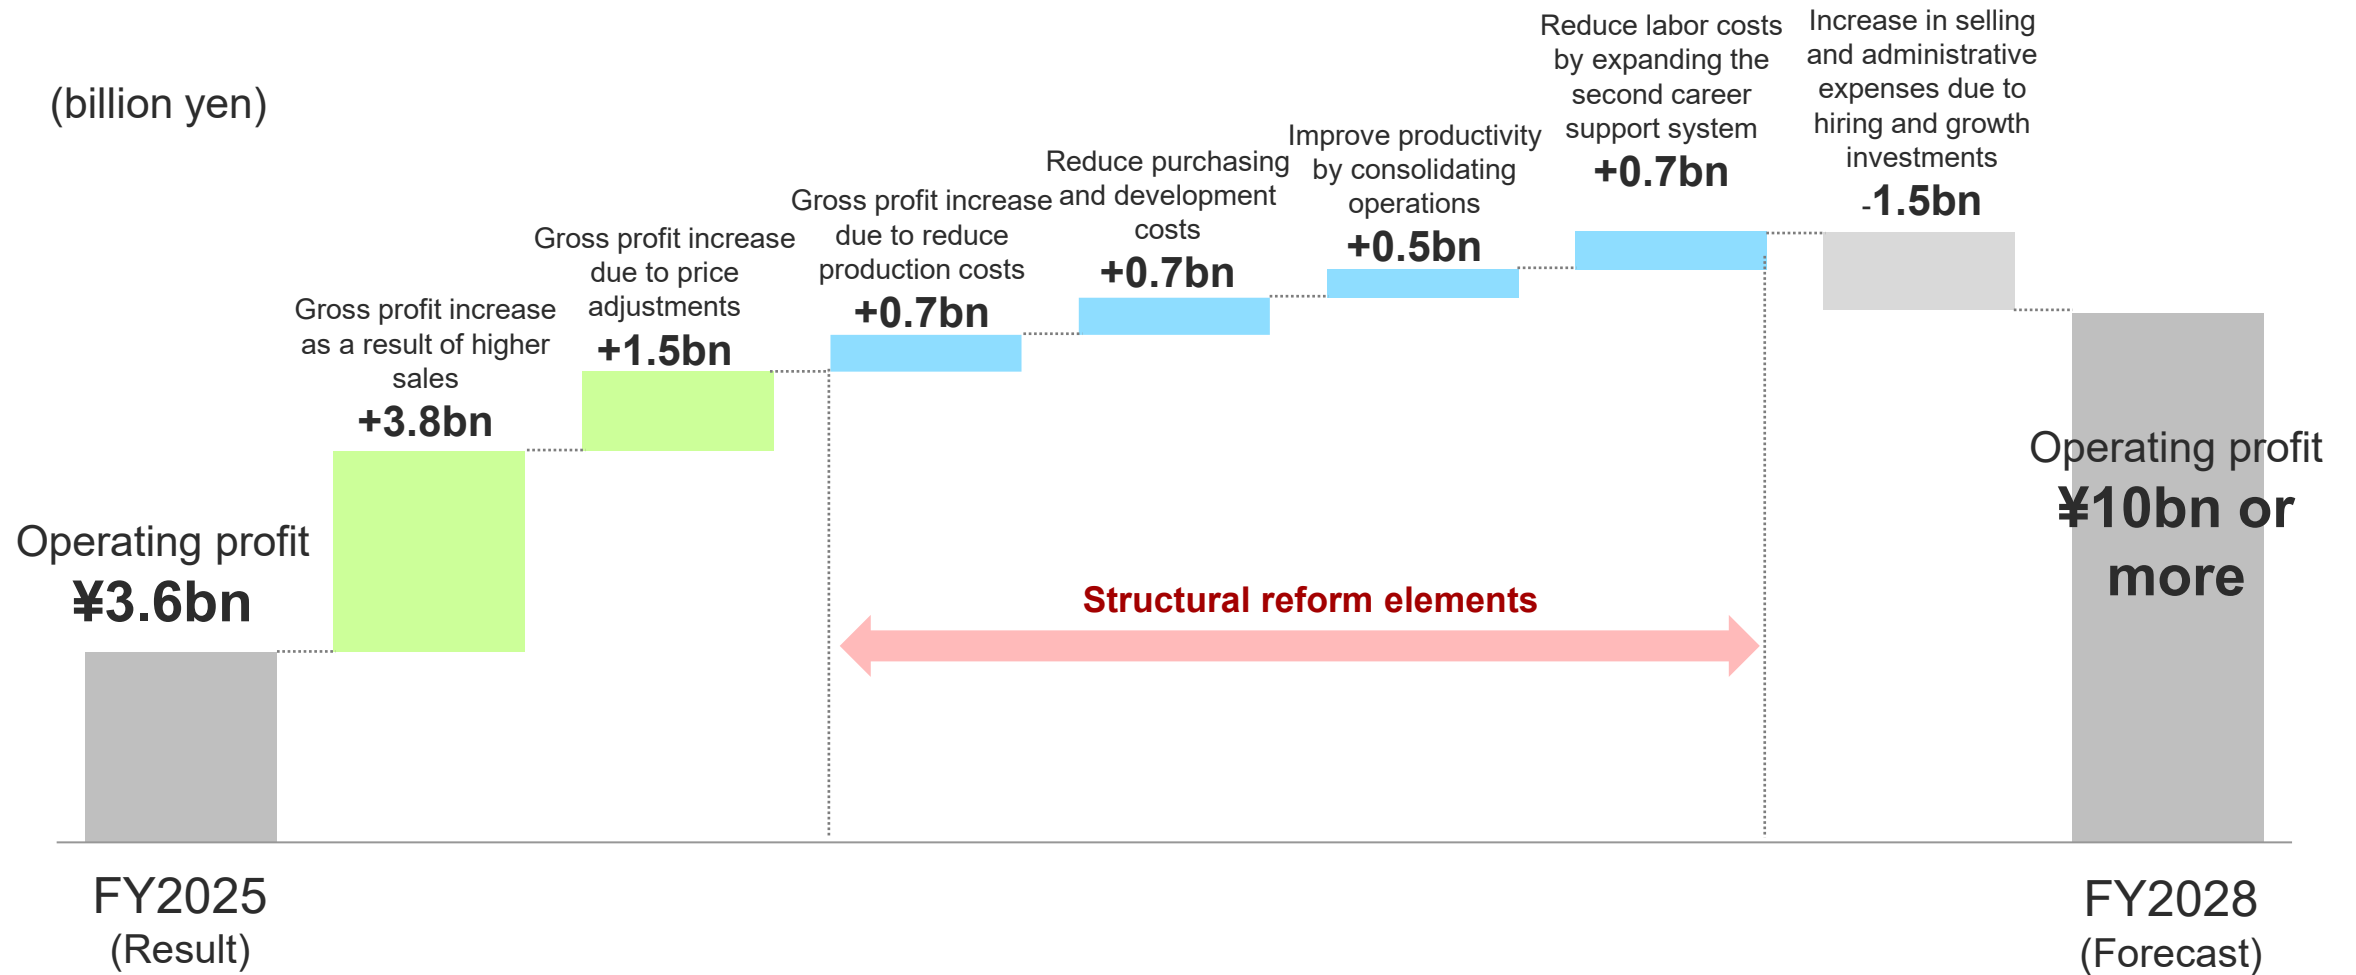 (billion yen)
Operating profit
¥3.6bn
Gross profit increase
as a result of higher
sales
+3.8bn
Gross profit increase
due to price
adjustments
+1.5bn
Gross profit increase
due to reduce
production costs
+0.7bn
Reduce purchasing
and development
costs
+0.7bn
Improve productivity
by consolidating
operations
+0.5bn
Reduce labor costs
by expanding the
second career
support system
+0.7bn
Increase in selling
and administrative
expenses due to
hiring and growth
investments
-1.5bn
Operating profit
¥10bn or
more
Structural reform elements
FY2025
(Result)
FY2028
(Forecast)